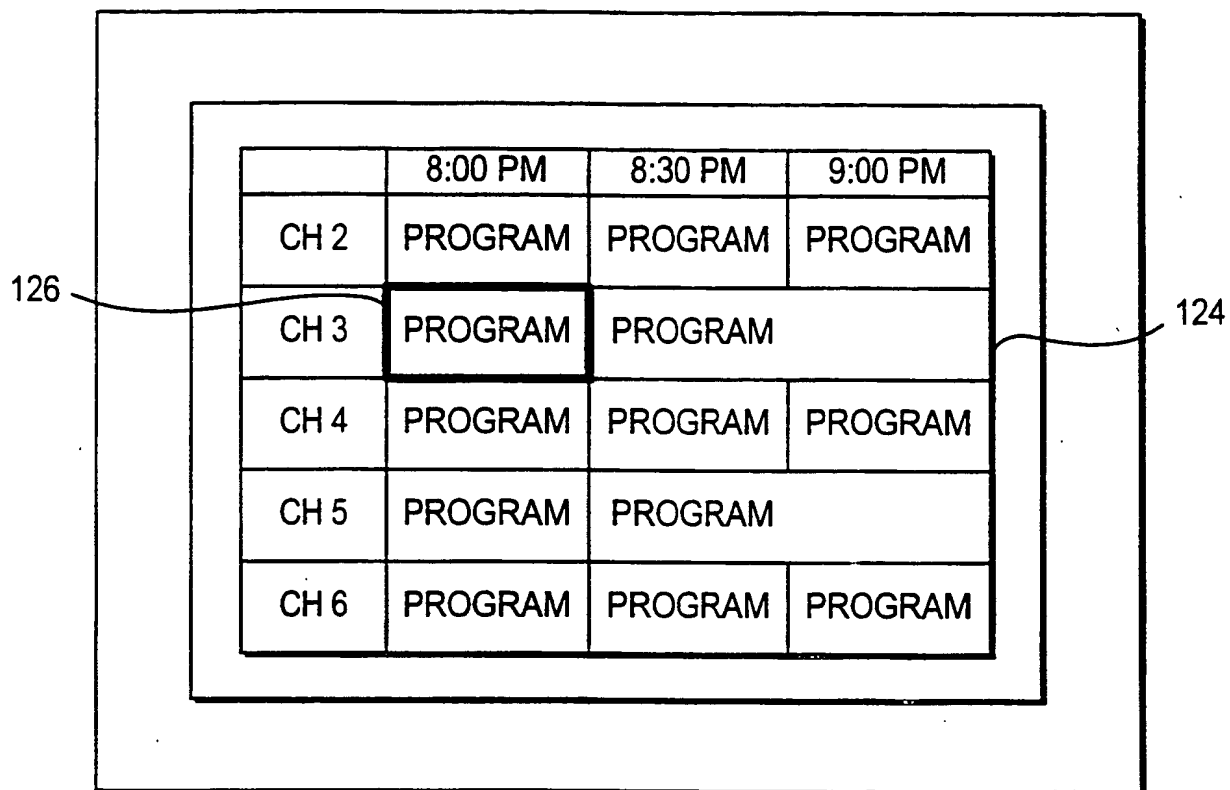 8:00 PM 8:30 PM 9:00 PM
CH 2 PROGRAM PROGRAM PROGRAM
126
CH 3 PROGRAM PROGRAM
124
CH 4 PROGRAM PROGRAM PROGRAM
CH 5 PROGRAM PROGRAM
CH 6 PROGRAM PROGRAM PROGRAM